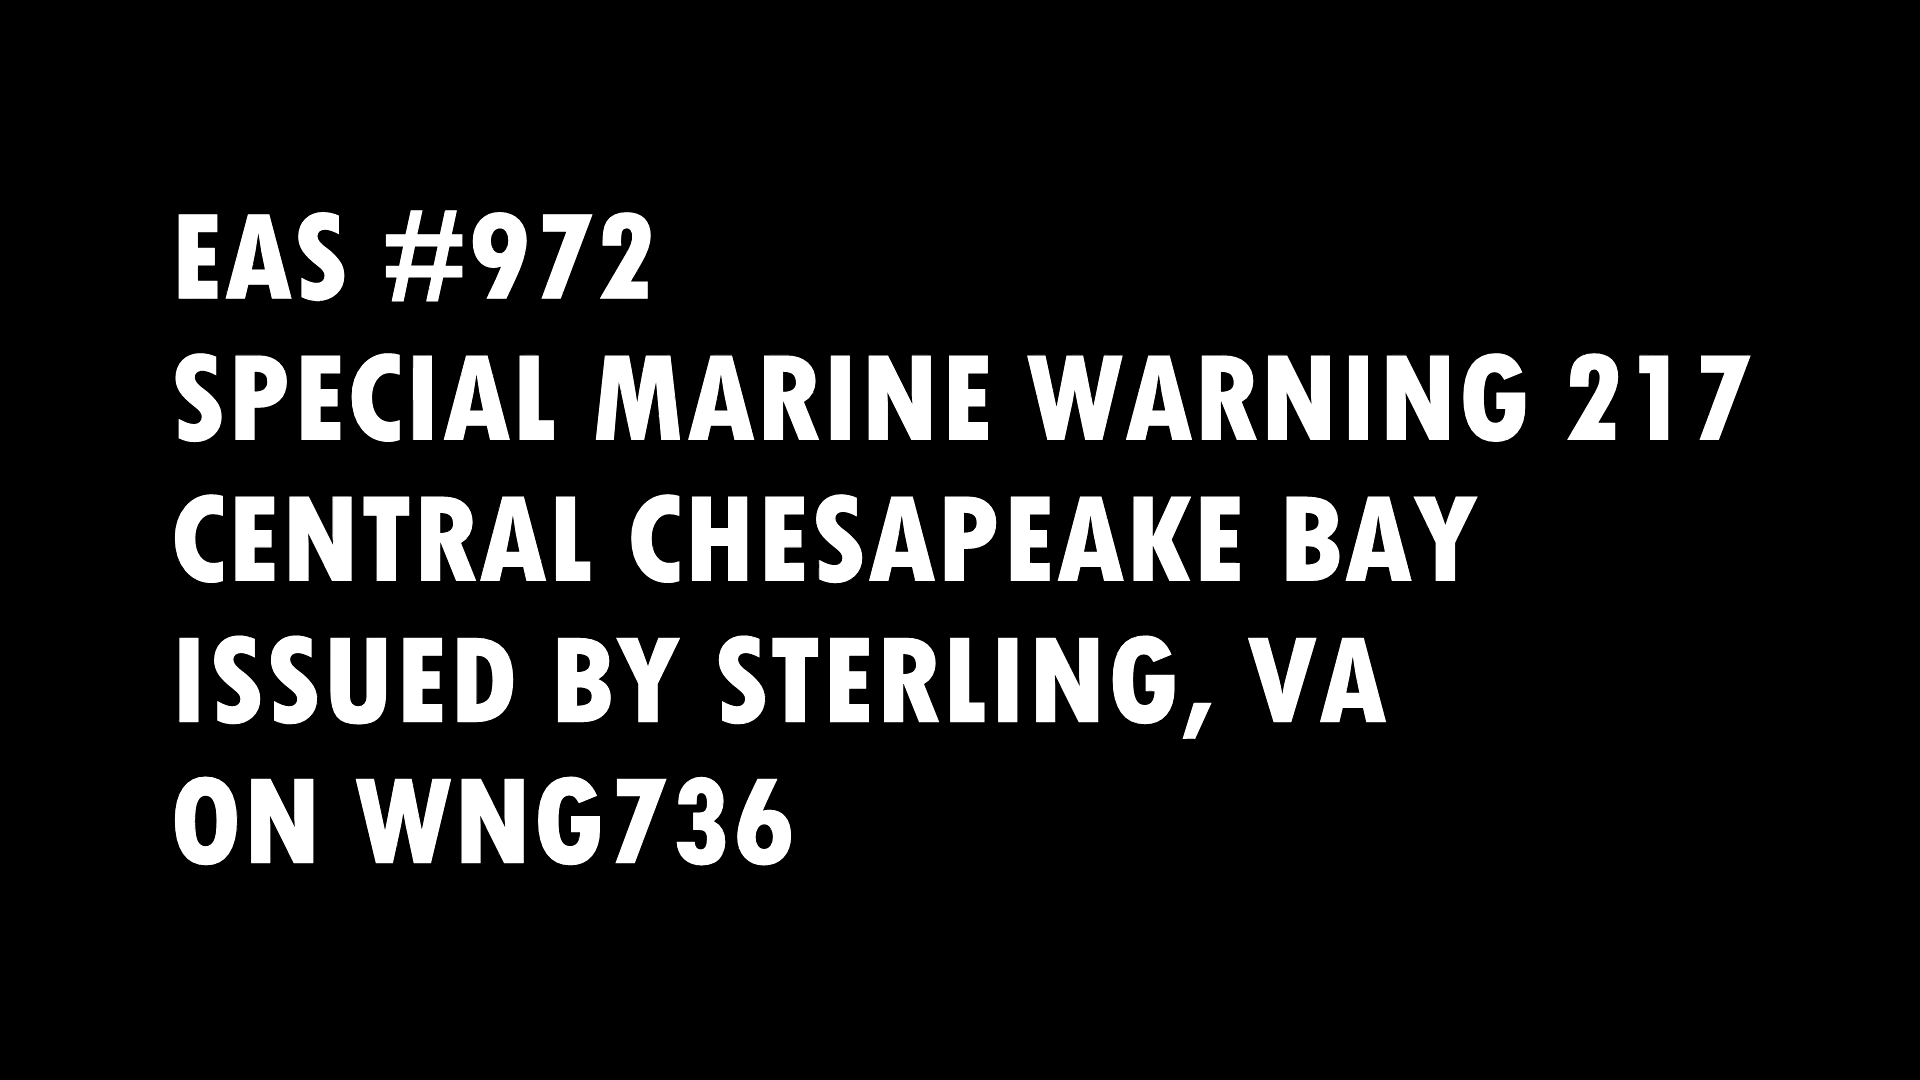 EAS #972
SPECIAL MARINE WARNING 217
CENTRAL CHESAPEAKE BAY
ISSUED BY STERLING, VA
ON WNG736